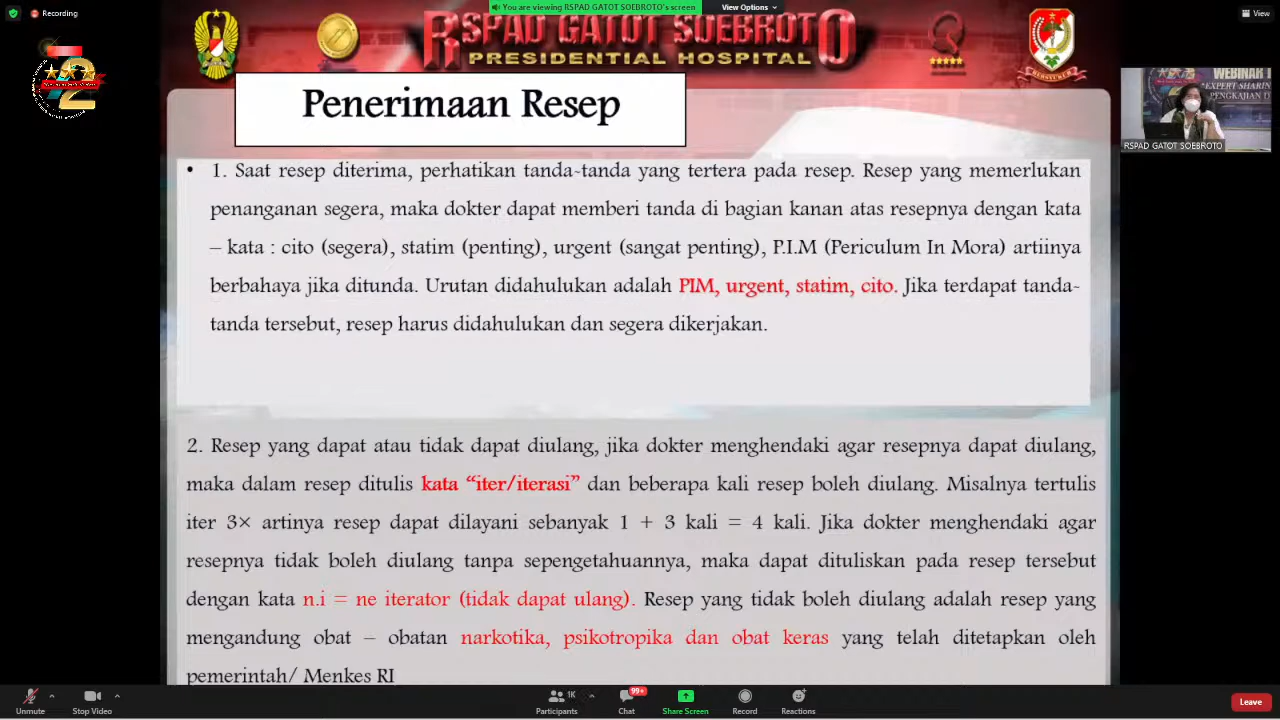 Recording
You are viewing RSPAD GATOT SOEBROTO's screen
View Options
View
RSPAD GATOT SOEBROTO
PRESIDENTIAL HOSPITAL
Penerimaan Resep
WEBINAR
EXPERT SHARIN
PENGKAJIAN
RSPAD GATOT SOEBROTO
• 1. Saat resep diterima, perhatikan tanda-tanda yang tertera pada resep. Resep yang memerlukan
penanganan segera, maka dokter dapat memberi tanda di bagian kanan atas resepnya dengan kata
– kata : cito (segera), statim (penting), urgent (sangat penting), P.I.M (Periculum In Mora) artiinya
berbahaya jika ditunda. Urutan didahulukan adalah PIM, urgent, statim, cito. Jika terdapat tanda-
tanda tersebut, resep harus didahulukan dan segera dikerjakan.
2. Resep yang dapat atau tidak dapat diulang, jika dokter menghendaki agar resepnya dapat diulang,
maka dalam resep ditulis kata “iter/iterasi” dan beberapa kali resep boleh diulang. Misalnya tertulis
iter 3× artinya resep dapat dilayani sebanyak 1 + 3 kali = 4 kali. Jika dokter menghendaki agar
resepnya tidak boleh diulang tanpa sepengetahuannya, maka dapat dituliskan pada resep tersebut
dengan kata n.i = ne iterator (tidak dapat ulang). Resep yang tidak boleh diulang adalah resep yang
mengandung obat – obatan narkotika, psikotropika dan obat keras yang telah ditetapkan oleh
pemerintah/ Menkes RI
Unmute
Stop Video
1K
Participants
99+
Chat
Share Screen
Record
Reactions
Leave